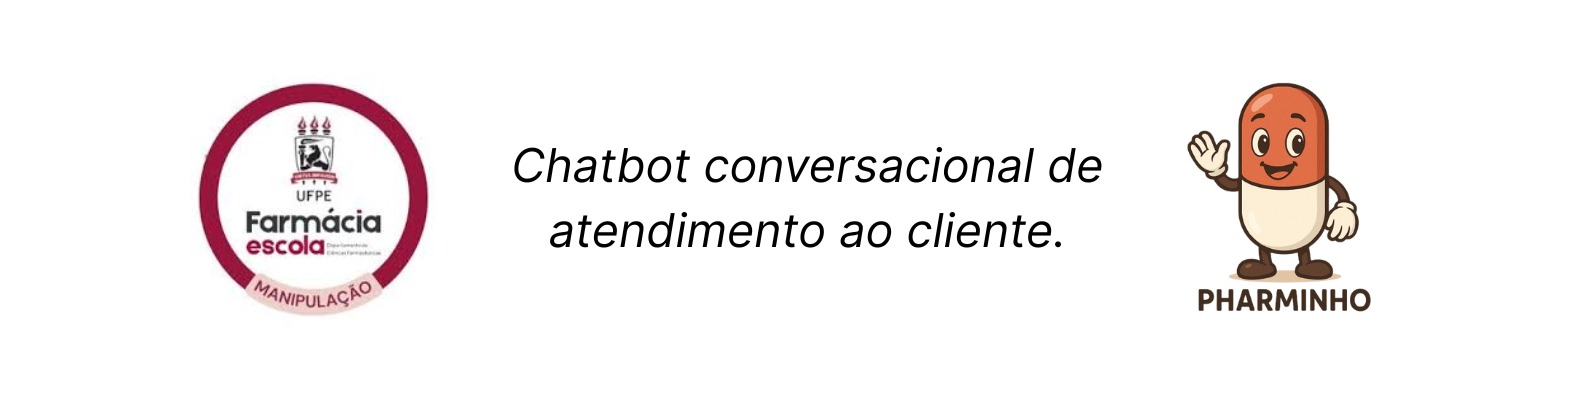 UFPE
Farmácia
escola
Departamento de
Ciências Farmacêuticas
MANIPULAÇÃO
Chatbot conversacional de
atendimento ao cliente.
PHARMINHO